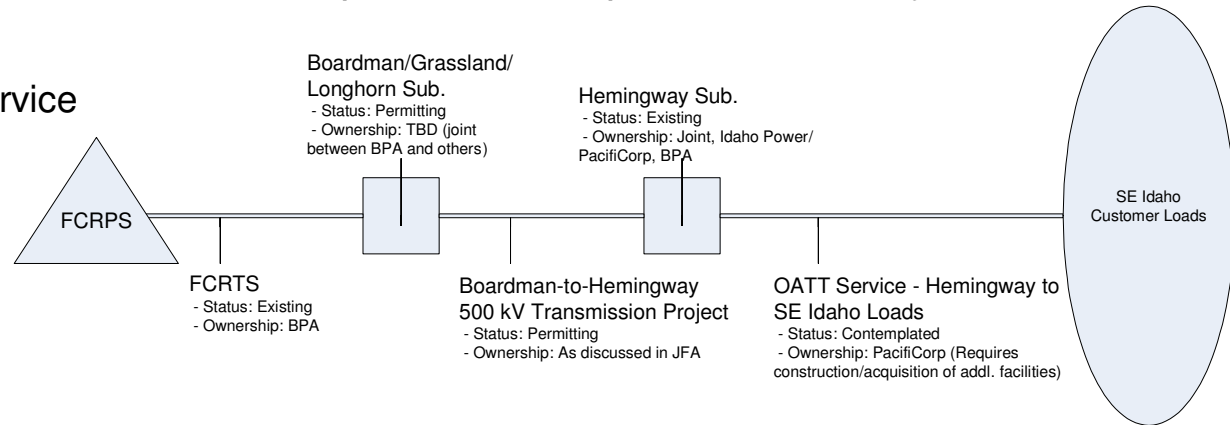 Boardman/Grassland/
Longhorn Sub.
- Status: Permitting
- Ownership: TBD (joint
between BPA and others)
Hemingway Sub.
- Status: Existing
- Ownership: Joint, Idaho Power/
PacifiCorp, BPA
rvice
FCRPS
SE Idaho
Customer Loads
FCRTS
- Status: Existing
- Ownership: BPA
Boardman-to-Hemingway
500 kV Transmission Project
- Status: Permitting
- Ownership: As discussed in JFA
OATT Service - Hemingway to
SE Idaho Loads
- Status: Contemplated
- Ownership: PacifiCorp (Requires
construction/acquisition of addl. facilities)